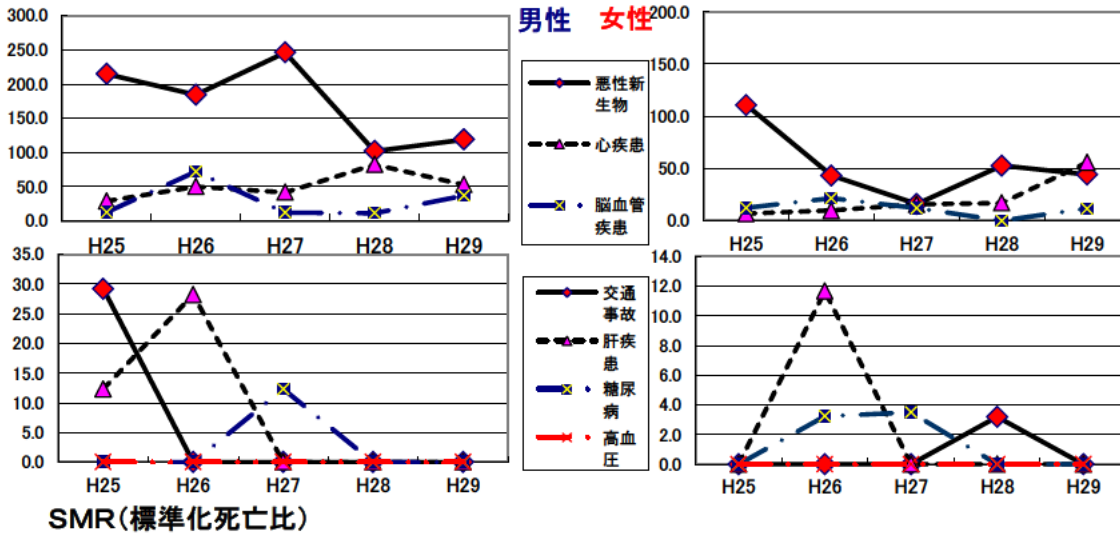 男性 女性
300.0
250.0
200.0
150.0
100.0
50.0
0.0
H25 H26 H27 H28 H29
悪性新
生物
心疾患
脳血管
疾患
200.0
150.0
100.0
50.0
0.0
H25 H26 H27 H28 H29
35.0
30.0
25.0
20.0
15.0
10.0
5.0
0.0
H25 H26 H27 H28 H29
交通
事故
肝疾
患
糖尿
病
高血
圧
14.0
12.0
10.0
8.0
6.0
4.0
2.0
0.0
H25 H26 H27 H28 H29
SMR(標準化死亡比)